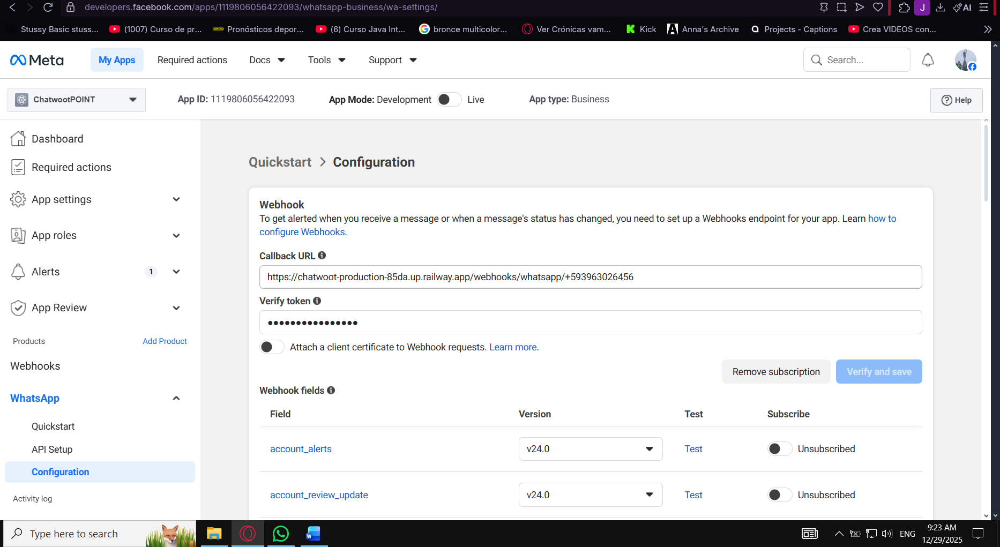 developers.facebook.com/apps/1119806056422093/whatsapp-business/wa-settings/
J
AI
Stussy Basic stuss...
(1007) Curso de pr...
Pronósticos depor...
(6) Curso Java Int...
bronce multicolor...
Ver Crónicas vam...
Kick
Anna's Archive
Projects - Captions
Crea VIDEOS con...
Meta
My Apps
Required actions
Docs
Tools
Support
Search...
ChatwootPOINT
App ID: 1119806056422093
App Mode: Development
Live
App type: Business
Help
Dashboard
Required actions
App settings
App roles
Alerts
1
App Review
Products
Add Product
Webhooks
WhatsApp
Quickstart
API Setup
Configuration
Activity log
Quickstart > Configuration
Webhook
To get alerted when you receive a message or when a message's status has changed, you need to set up a Webhooks endpoint for your app. Learn how to
configure Webhooks.
Callback URL
https://chatwoot-production-85da.up.railway.app/webhooks/whatsapp/+593963026456
Verify token
••••••••••••••••
Attach a client certificate to Webhook requests. Learn more.
Remove subscription
Verify and save
Webhook fields
Field
Version
Test
Subscribe
account_alerts
v24.0
Test
Unsubscribed
account_review_update
v24.0
Test
Unsubscribed
Type here to search
W
ENG
9:23 AM
12/29/2025